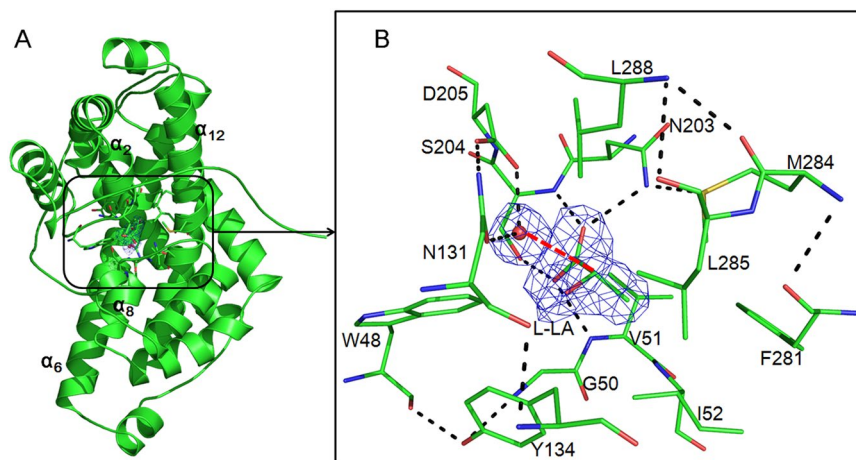 A
α2
α12
α8
α6
B
L288
D205
N203
S204
M284
N131
L285
L-LA
V51
W48
G50
F281
I52
Y134